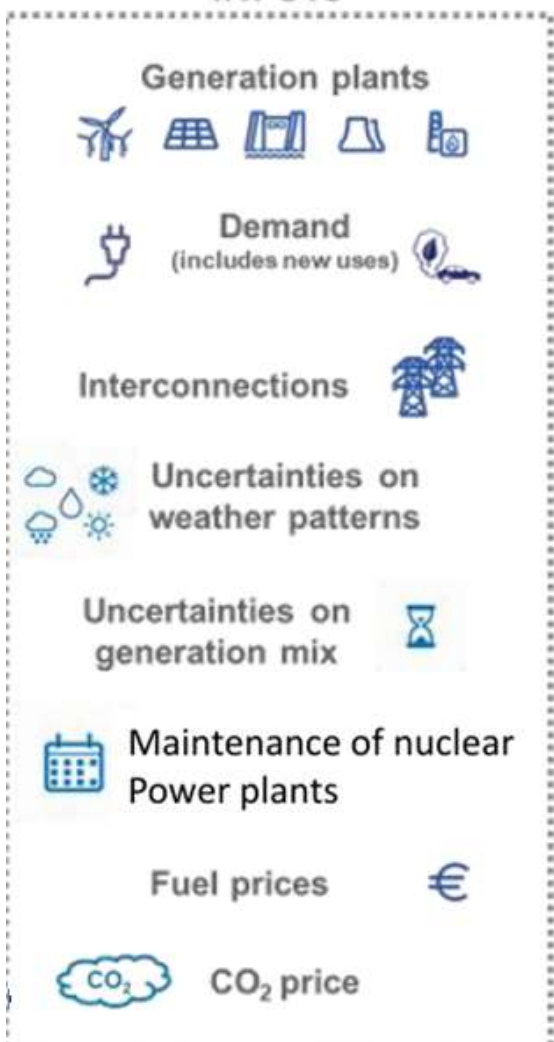 Generation plants
Demand
(includes new uses)
Interconnections
Uncertainties on
weather patterns
Uncertainties on
generation mix
Maintenance of nuclear
Power plants
Fuel prices
€
CO₂
CO₂ price